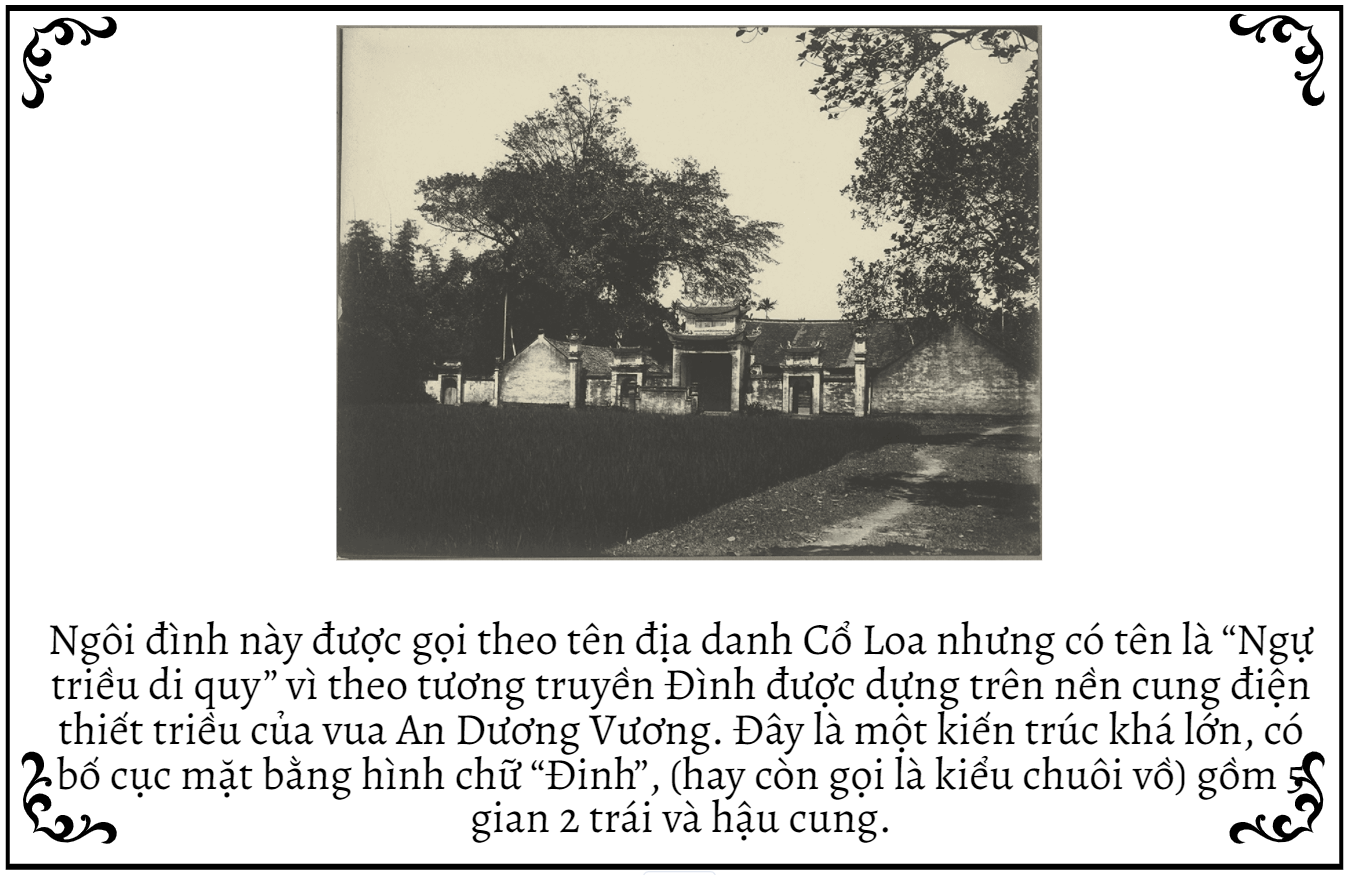 Ngôi đình này được gọi theo tên địa danh Cổ Loa nhưng có tên là “Ngự
triều di quy” vì theo tương truyền Đình được dựng trên nền cung điện
thiết triều của vua An Dương Vương. Đây là một kiến trúc khá lớn, có
bố cục mặt bằng hình chữ “Đinh”, (hay còn gọi là kiểu chuôi vồ) gồm 5
gian 2 trái và hậu cung.